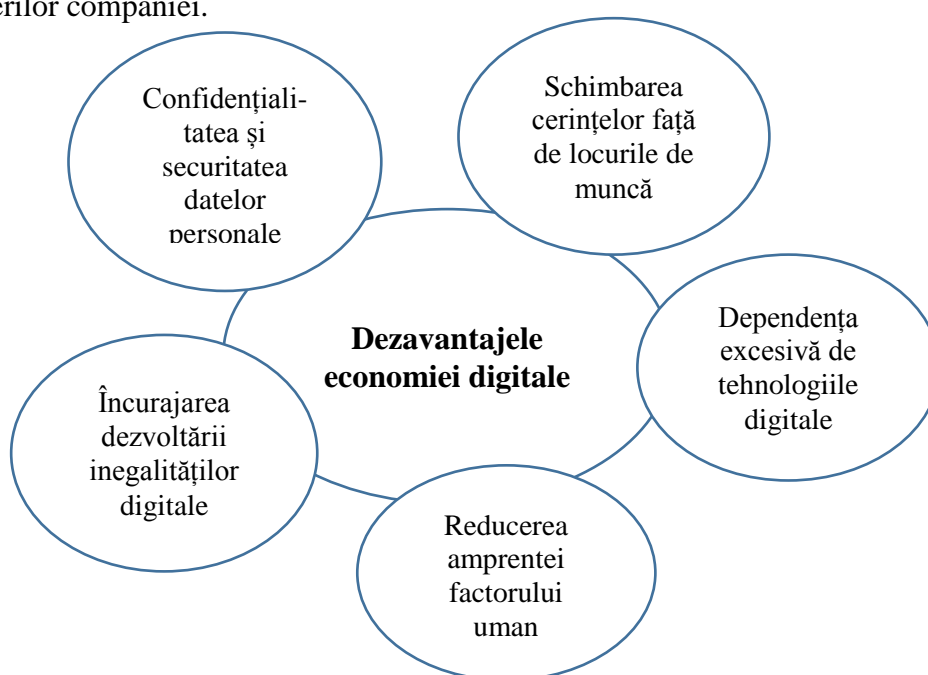 companiei.
Confidențiali-
tatea și
securitatea
datelor
personale
Schimbarea
cerințelor față
de locurile de
muncă
Dezavantajele
economiei digitale
Dependența
excesivă de
tehnologiile
digitale
Încurajarea
dezvoltării
inegalităților
digitale
Reducerea
amprentei
factorului
uman